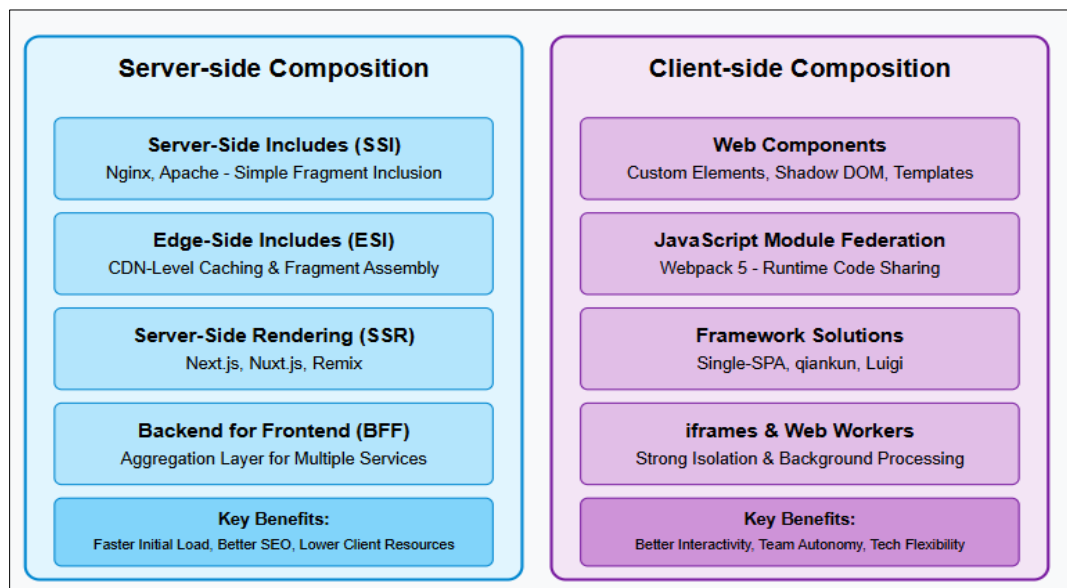 Server-side Composition
Server-Side Includes (SSI)
Nginx, Apache - Simple Fragment Inclusion
Edge-Side Includes (ESI)
CDN-Level Caching & Fragment Assembly
Server-Side Rendering (SSR)
Next.js, Nuxt.js, Remix
Backend for Frontend (BFF)
Aggregation Layer for Multiple Services
Key Benefits:
Faster Initial Load, Better SEO, Lower Client Resources
Client-side Composition
Web Components
Custom Elements, Shadow DOM, Templates
JavaScript Module Federation
Webpack 5 - Runtime Code Sharing
Framework Solutions
Single-SPA, qiankun, Luigi
iframes & Web Workers
Strong Isolation & Background Processing
Key Benefits:
Better Interactivity, Team Autonomy, Tech Flexibility